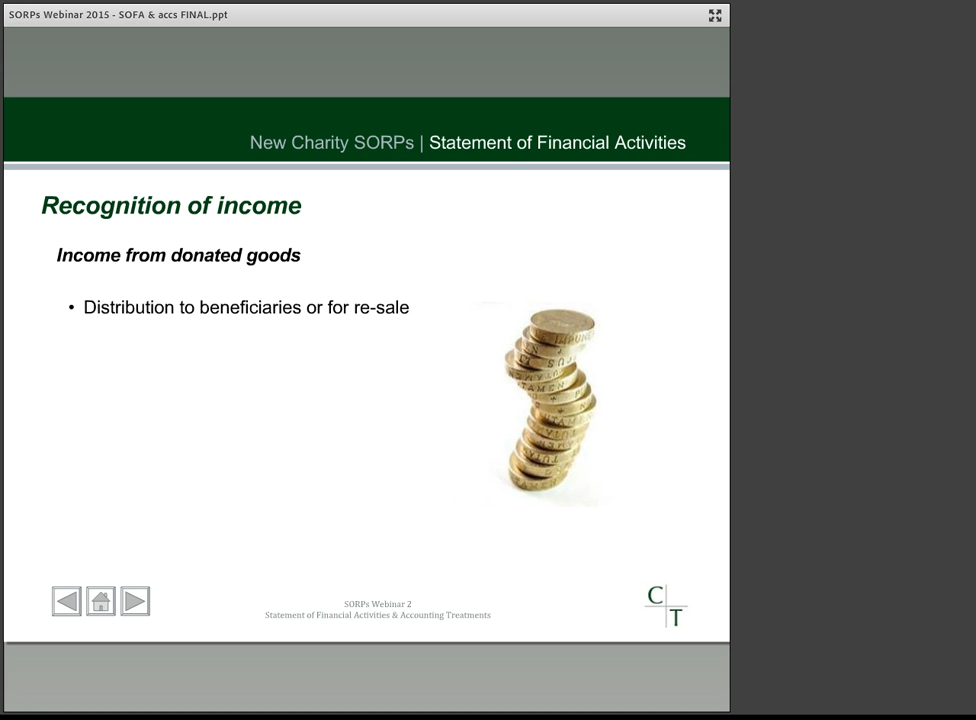 SORPs Webinar 2015 - SOFA & accs FINAL.ppt
New Charity SORPs | Statement of Financial Activities
Recognition of income
Income from donated goods
• Distribution to beneficiaries or for re-sale
SORPs Webinar 2
Statement of Financial Activities & Accounting Treatments
C
T